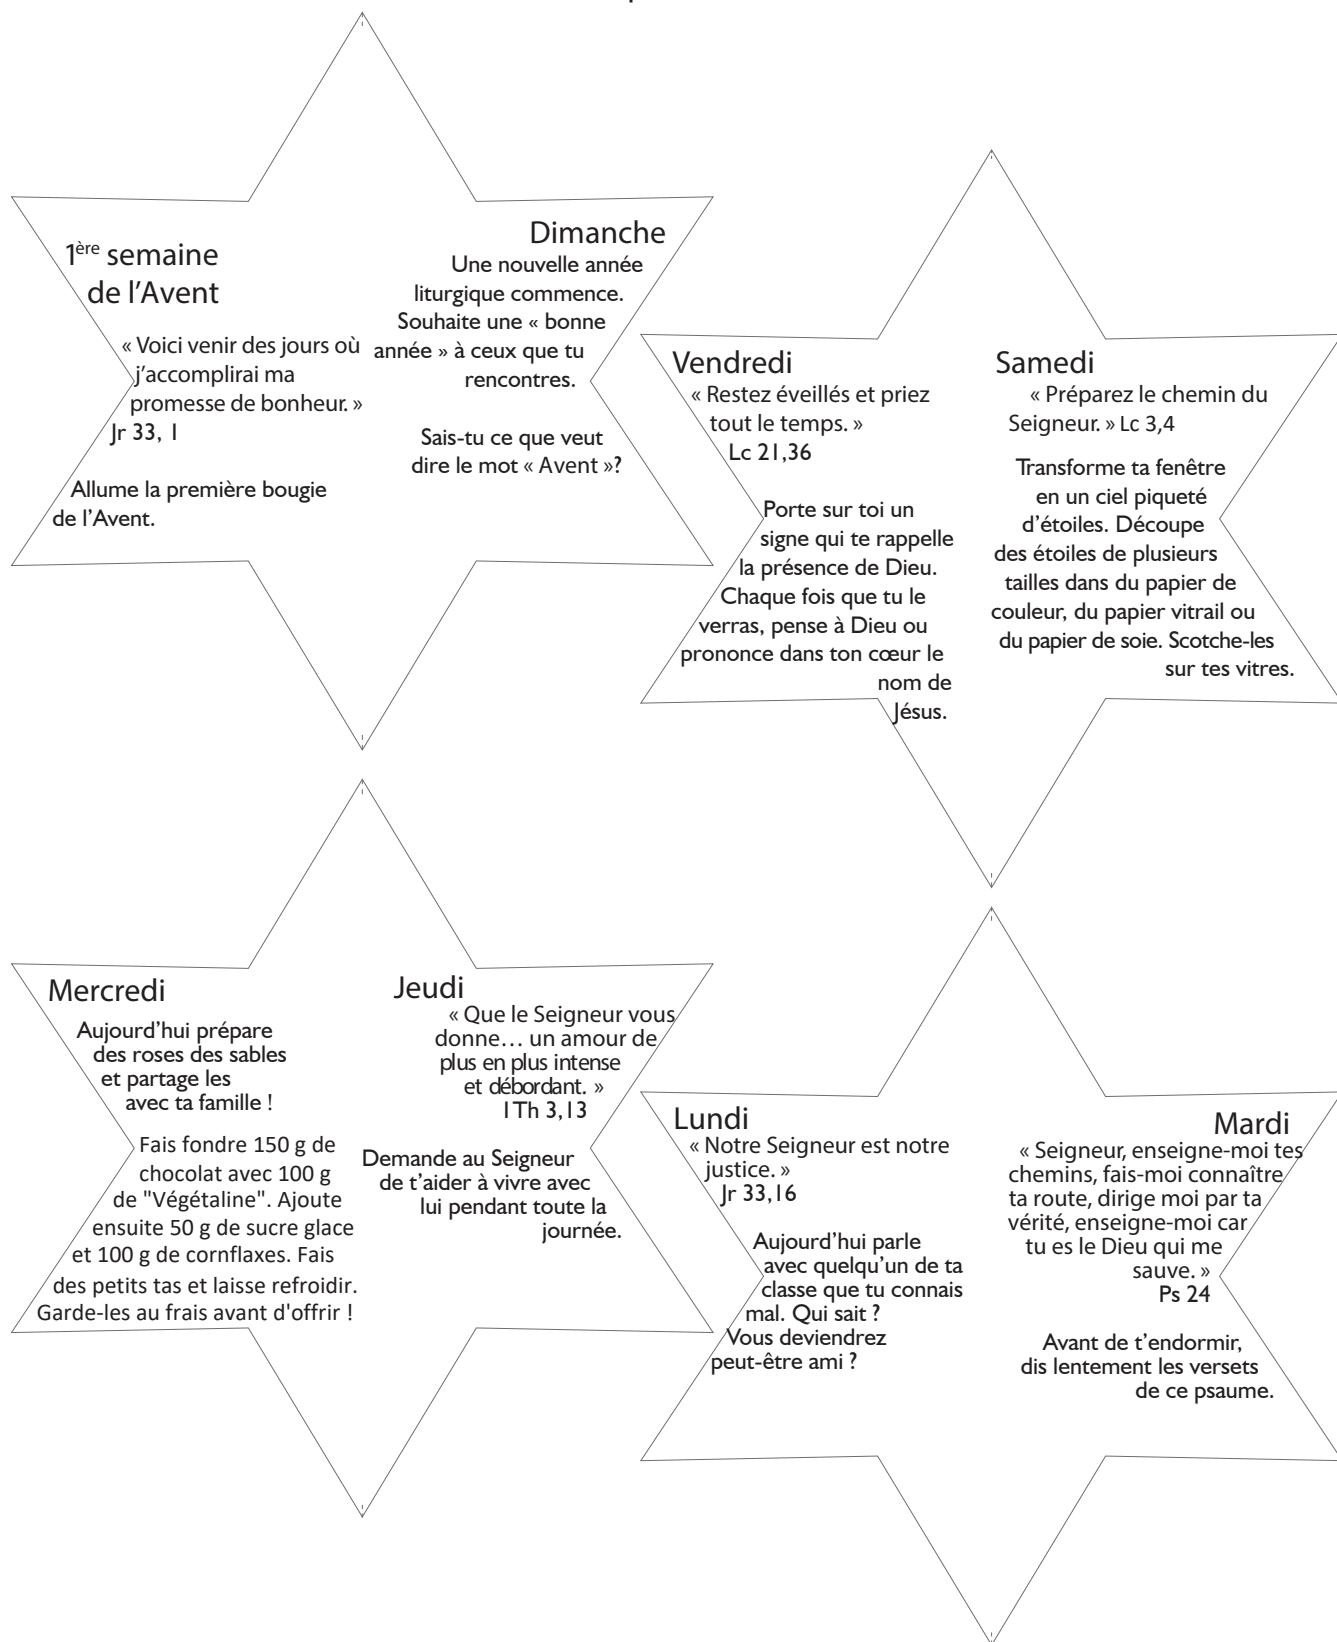 1ère semaine
de l’Avent
« Voici venir des jours où
j’accomplirai ma
promesse de bonheur. »
Jr 33, 1
Allume la première bougie
de l’Avent.
Dimanche
Une nouvelle année
liturgique commence.
Souhaite une « bonne
année » à ceux que tu
rencontres.
Sais-tu ce que veut
dire le mot « Avent »?
Vendredi
« Restez éveillés et priez
tout le temps. »
Lc 21,36
Porte sur toi un
signe qui te rappelle
la présence de Dieu.
Chaque fois que tu le
verras, pense à Dieu ou
prononce dans ton cœur le
nom de
Jésus.
Samedi
« Préparez le chemin du
Seigneur. » Lc 3,4
Transforme ta fenêtre
en un ciel piqueté
d’étoiles. Découpe
des étoiles de plusieurs
tailles dans du papier de
couleur, du papier vitrail ou
du papier de soie. Scotche-les
sur tes vitres.
Mercredi
Aujourd’hui prépare
des roses des sables
et partage les
avec ta famille !
Fais fondre 150 g de
chocolat avec 100 g
de "Végétaline". Ajoute
ensuite 50 g de sucre glace
et 100 g de cornflaxes. Fais
des petits tas et laisse refroidir.
Garde-les au frais avant d'offrir !
Jeudi
« Que le Seigneur vous
donne… un amour de
plus en plus intense
et débordant. »
1Th 3,13
Demande au Seigneur
de t’aider à vivre avec
lui pendant toute la
journée.
Lundi
« Notre Seigneur est notre
justice. »
Jr 33,16
Aujourd’hui parle
avec quelqu’un de ta
classe que tu connais
mal. Qui sait ?
Vous deviendrez
peut-être ami ?
Mardi
« Seigneur, enseigne-moi tes
chemins, fais-moi connaître
ta route, dirige moi par ta
vérité, enseigne-moi car
tu es le Dieu qui me
sauve. »
Ps 24
Avant de t’endormir,
dis lentement les versets
de ce psaume.